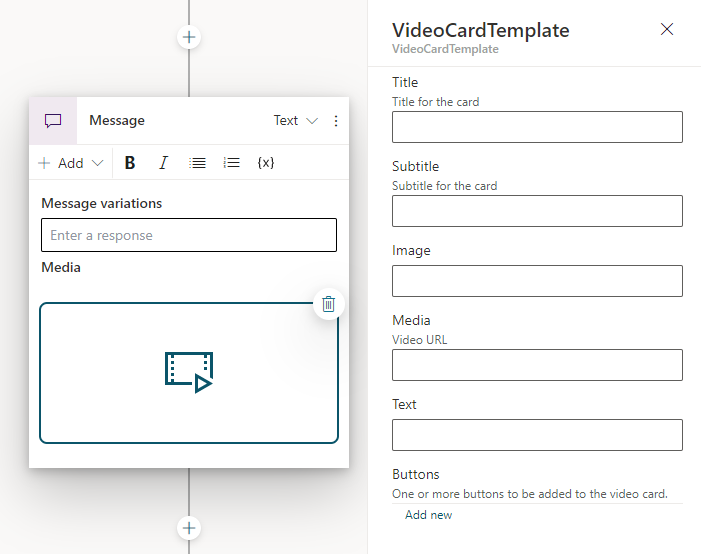 Message
Text
Add
B
I
{x}
Message variations
Enter a response
Media
VideoCardTemplate
VideoCardTemplate
Title
Title for the card
Subtitle
Subtitle for the card
Image
Media
Video URL
Text
Buttons
One or more buttons to be added to the video card.
Add new